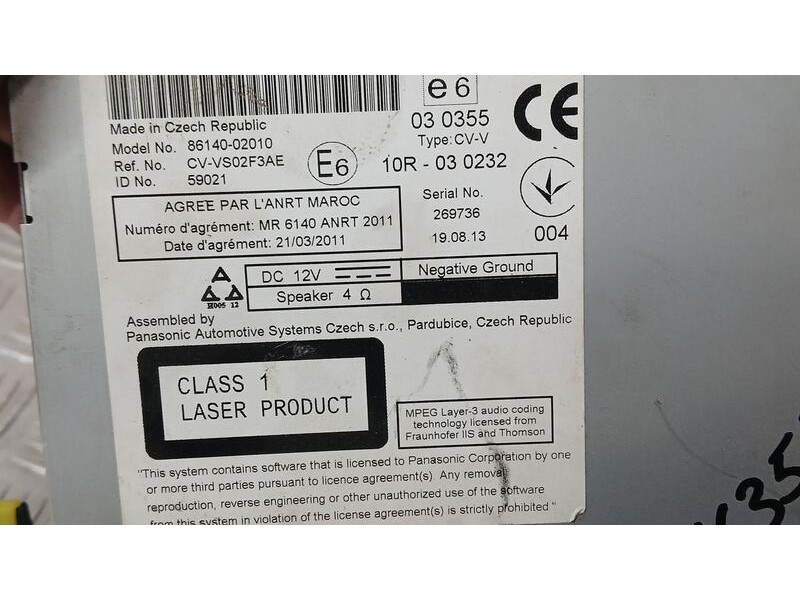 e6
Made in Czech Republic
03 0355
CE
Model No. 86140-02010
Type: CV-V
Ref. No. CV-VS02F3AE
E6
10R - 03 0232
ID No. 59021
AGREE PAR L'ANRT MAROC
Numéro d'agrément: MR 6140 ANRT 2011
Date d'agrément: 21/03/2011
Serial No.
269736
19.08.13
004
DC 12V
Negative Ground
Speaker 4 Ω
H005 12
Assembled by
Panasonic Automotive Systems Czech s.r.o., Pardubice, Czech Republic
CLASS 1
LASER PRODUCT
MPEG Layer-3 audio coding
technology licensed from
Fraunhofer IIS and Thomson
"This system contains software that is licensed to Panasonic Corporation by one
or more third parties pursuant to licence agreement(s). Any removal
reproduction, reverse engineering or other unauthorized use of the software
from this system in violation of the license agreement(s) is strictly prohibited"